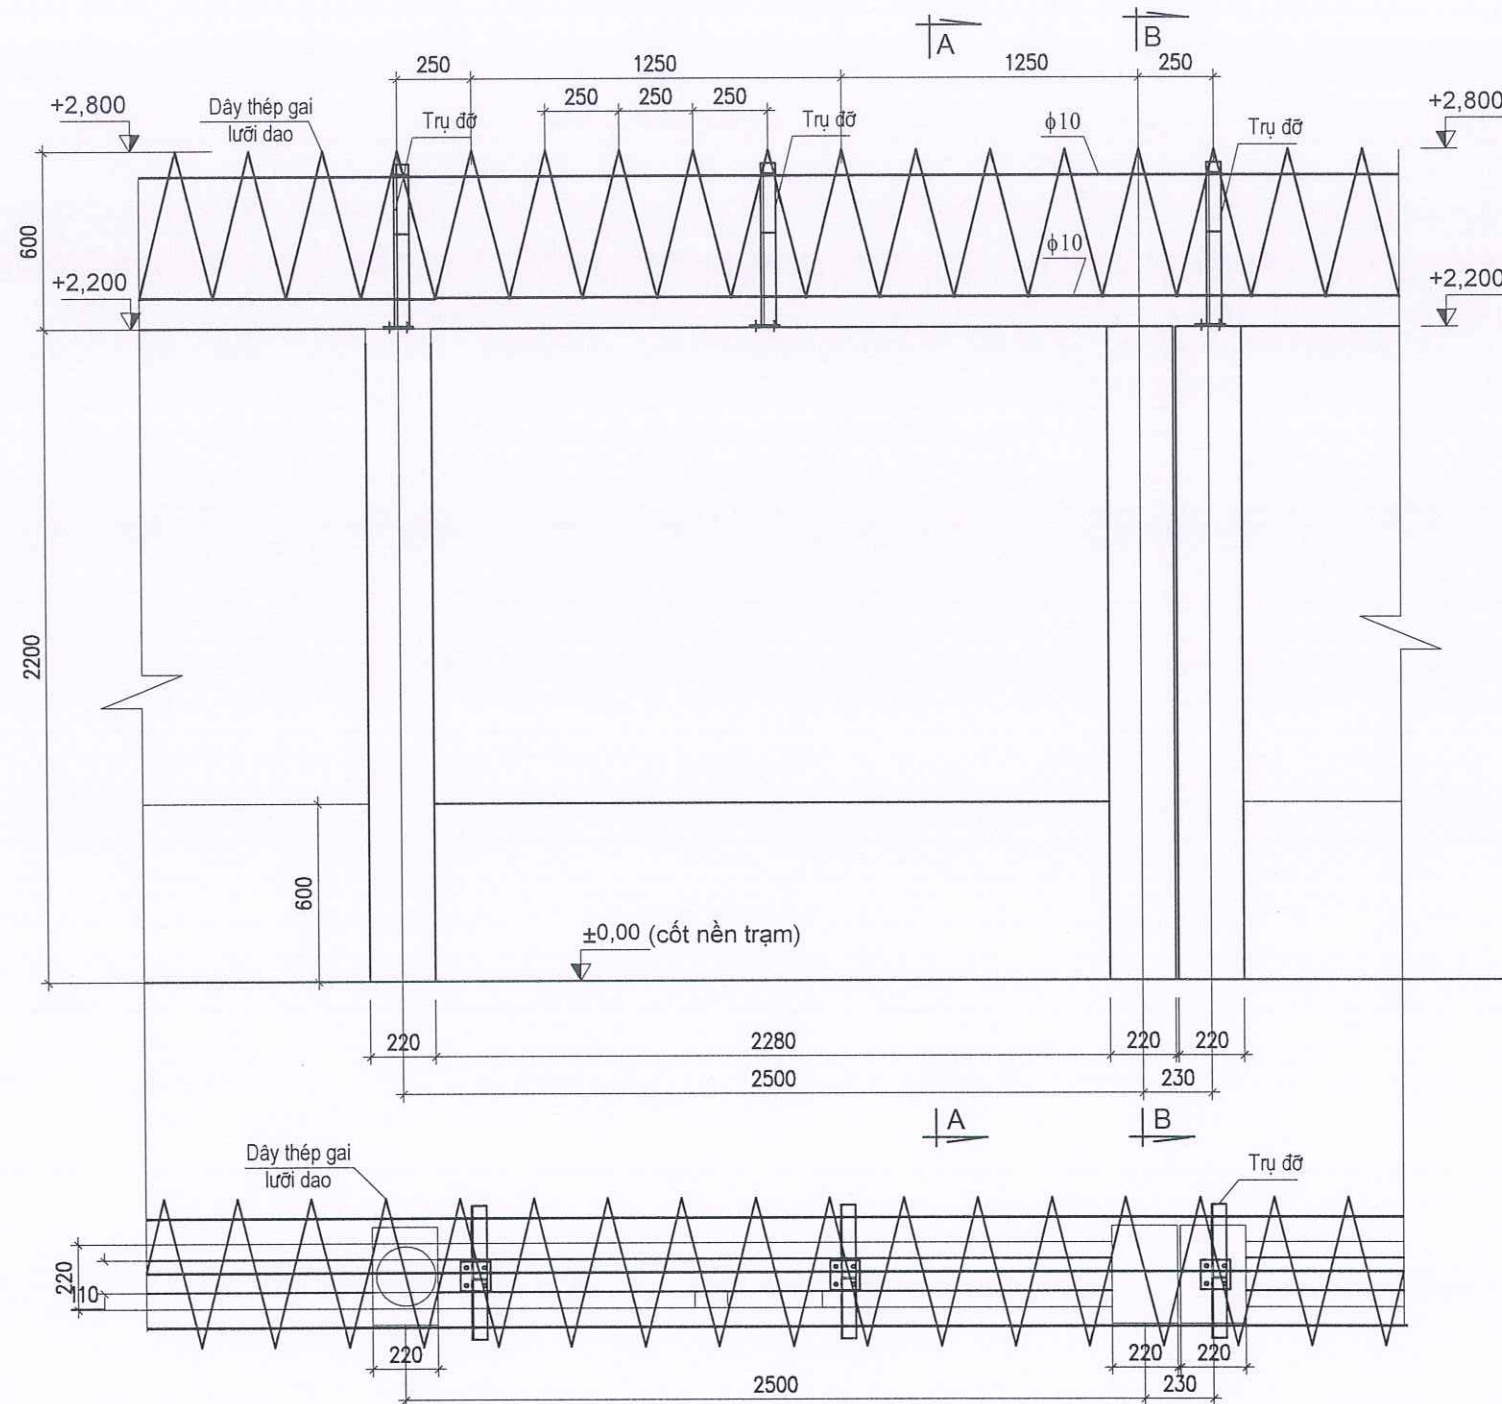 A
B
250
1250
1250
250
+2,800
Dây thép gai
lưỡi dao
Trụ đỡ
250
250
250
Trụ đỡ
ϕ10
Trụ đỡ
+2,800
600
ϕ10
+2,200
+2,200
2200
600
±0,00 (cốt nền trạm)
220
2280
220
220
2500
230
A
B
Dây thép gai
lưỡi dao
Trụ đỡ
220
110
220
220
220
2500
230